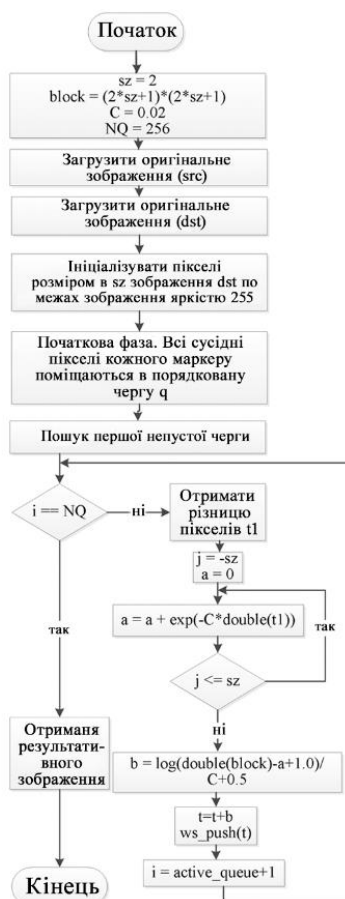 Початок
sz = 2
block = (2*sz+1)*(2*sz+1)
C = 0.02
NQ = 256
Загрузити оригінальне
зображення (src)
Загрузити оригінальне
зображення (dst)
Ініціалізувати пікселі
розміром в sz зображення dst по
межах зображення яркістю 255
Початкова фаза. Всі сусідні
пікселі кожного маркеру
поміщаються в порядковану
чергу q
Пошук першої непустої черги
i == NQ
ні
Отримати
різницю
пікселів t1
j = -sz
a = 0
a = a + exp(-C*double(t1))
так
так
j <= sz
ні
Отриманя
результати-
вного
зображення
b = log(double(block)-a+1.0)/
C+0.5
t=t+b
ws_push(t)
i = active_queue+1
Кінець